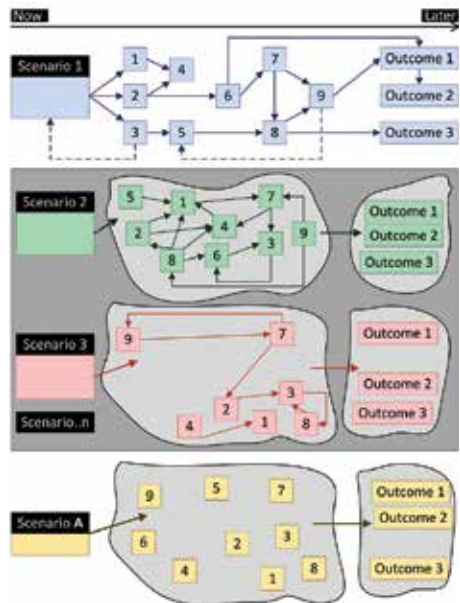 Now Later
Scenario 1
1
4
2
3
5
6
7
8
9
Outcome 1
Outcome 2
Outcome 3
Scenario 2
5
1
7
2
4
9
8
6
3
Outcome 1
Outcome 2
Outcome 3
Scenario 3
9
7
2
3
4
1
8
Outcome 1
Outcome 2
Outcome 3
Scenario..n
Scenario A
9
5
7
6
2
3
4
1
8
Outcome 1
Outcome 2
Outcome 3